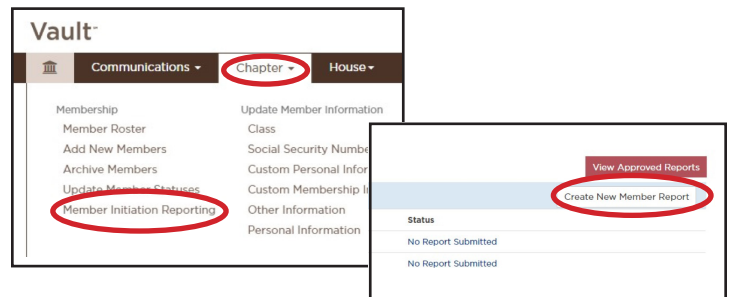 Vault
Communications Chapter House
Membership
Member Roster
Add New Members
Archive Members
Update Member Statuses
Member Initiation Reporting
Update Member Information
Class
Social Security Numbe
Custom Personal Infor
Custom Membership I
Other Information
Personal Information
View Approved Reports
Create New Member Report
Status
No Report Submitted
No Report Submitted